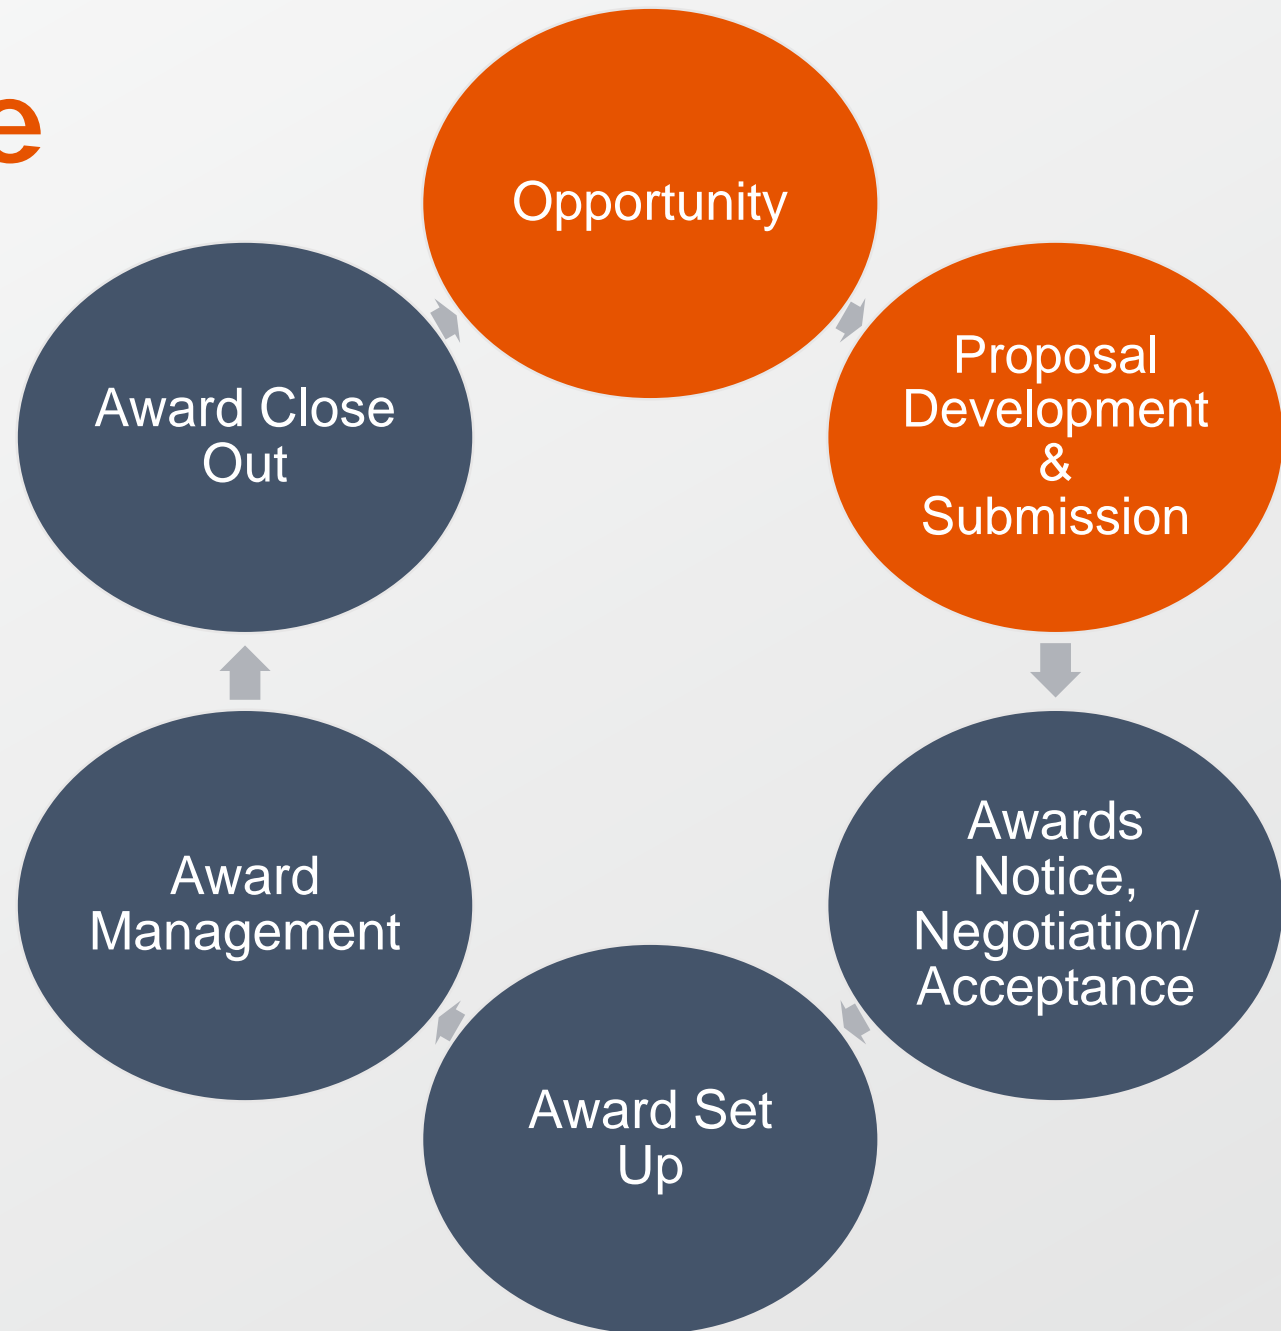 e
Opportunity
Proposal
Development
&
Submission
Awards
Notice,
Negotiation/
Acceptance
Award Set
Up
Award
Management
Award Close
Out